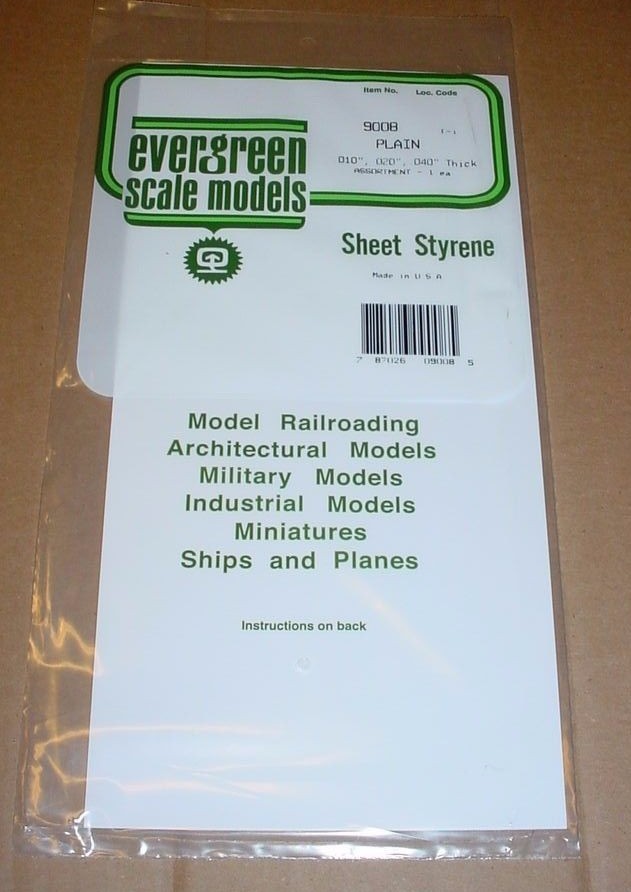 Item No. Loc. Code
9008
PLAIN
.010", .020", .040" Thick
ASSORTMENT - 1 ea
evergreen
scale models
Sheet Styrene
Made in U S A
7 87026 09008 5
Model Railroading
Architectural Models
Military Models
Industrial Models
Miniatures
Ships and Planes
Instructions on back